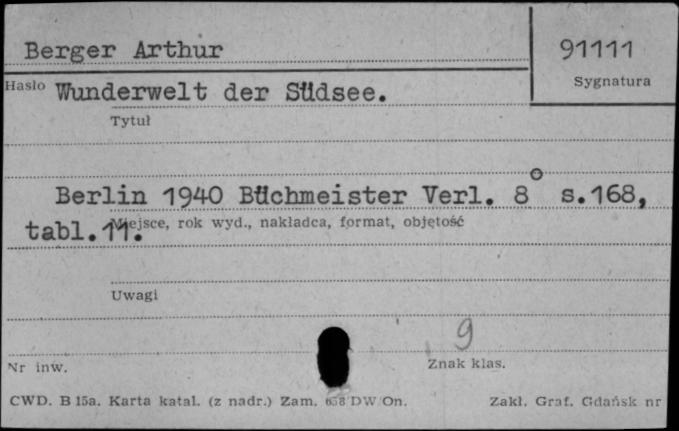 Berger Arthur 91111
Hasło Sygnatura
Wunderwelt der Südsee.
Tytuł
Berlin 1940 Büchmeister Verl. 8° s.168,
tabl.11.
Miejsce, rok wyd., nakładca, format, objętość
Uwagi
9
Nr inw. Znak klas.
CWD. B 15a. Karta katal. (z nadr.) Zam. DW/On. Zakł. Graf. Gdańsk nr